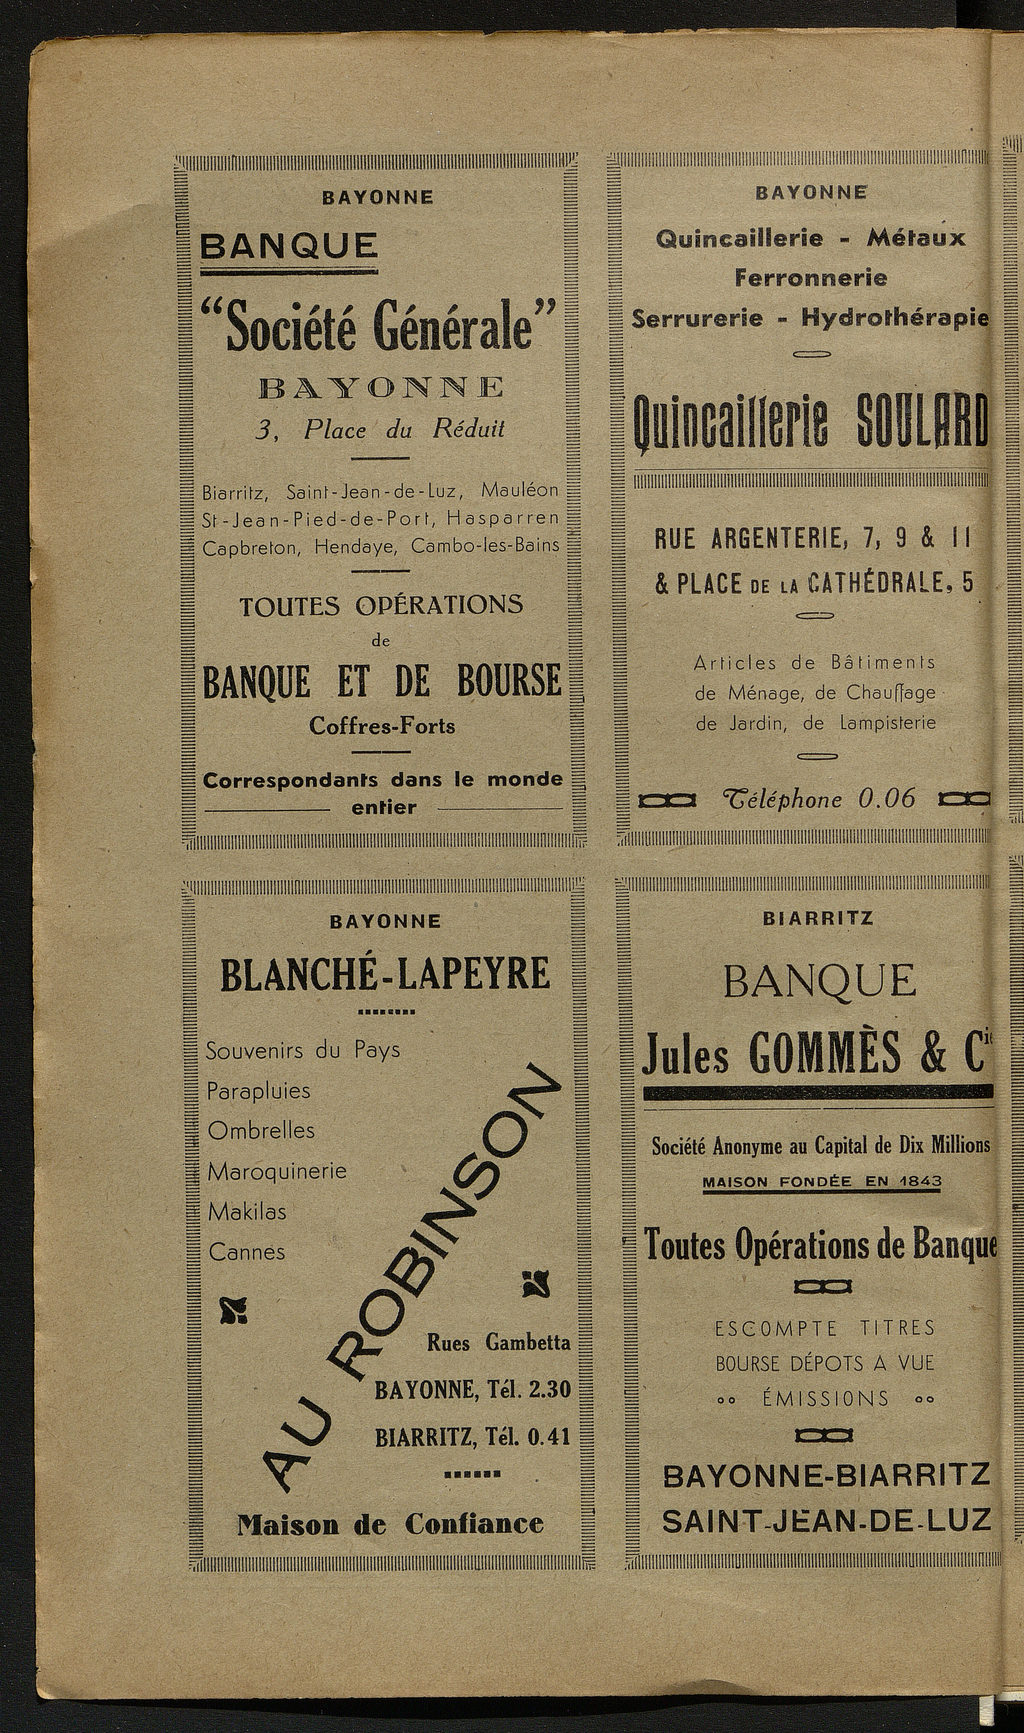 BAYONNE
BANQUE
“Société Générale”
BAYONNE
3, Place du Réduit
Biarritz, Saint-Jean-de-Luz, Mauléon
St-Jean-Pied-de-Port, Hasparren
Capbreton, Hendaye, Cambo-les-Bains
TOUTES OPÉRATIONS
de
BANQUE ET DE BOURSE
Coffres-Forts
Correspondants dans le monde
entier
BAYONNE
Quincaillerie - Métaux
Ferronnerie
Serrurerie - Hydrothérapie
Quincaillerie SOULARD
RUE ARGENTERIE, 7, 9 & 11
& PLACE DE LA CATHÉDRALE, 5
Articles de Bâtiments
de Ménage, de Chauffage
de Jardin, de Lampisterie
Téléphone 0.06
BAYONNE
BLANCHÉ-LAPEYRE
Souvenirs du Pays
Parapluies
Ombrelles
Maroquinerie
Makilas
Cannes
AU ROBINSON
Rues Gambetta
BAYONNE, Tél. 2.30
BIARRITZ, Tél. 0.41
Maison de Confiance
BIARRITZ
BANQUE
Jules GOMMÈS & Cie
Société Anonyme au Capital de Dix Millions
MAISON FONDÉE EN 1843
Toutes Opérations de Banque
ESCOMPTE TITRES
BOURSE DÉPOTS A VUE
ÉMISSIONS
BAYONNE-BIARRITZ
SAINT-JEAN-DE-LUZ